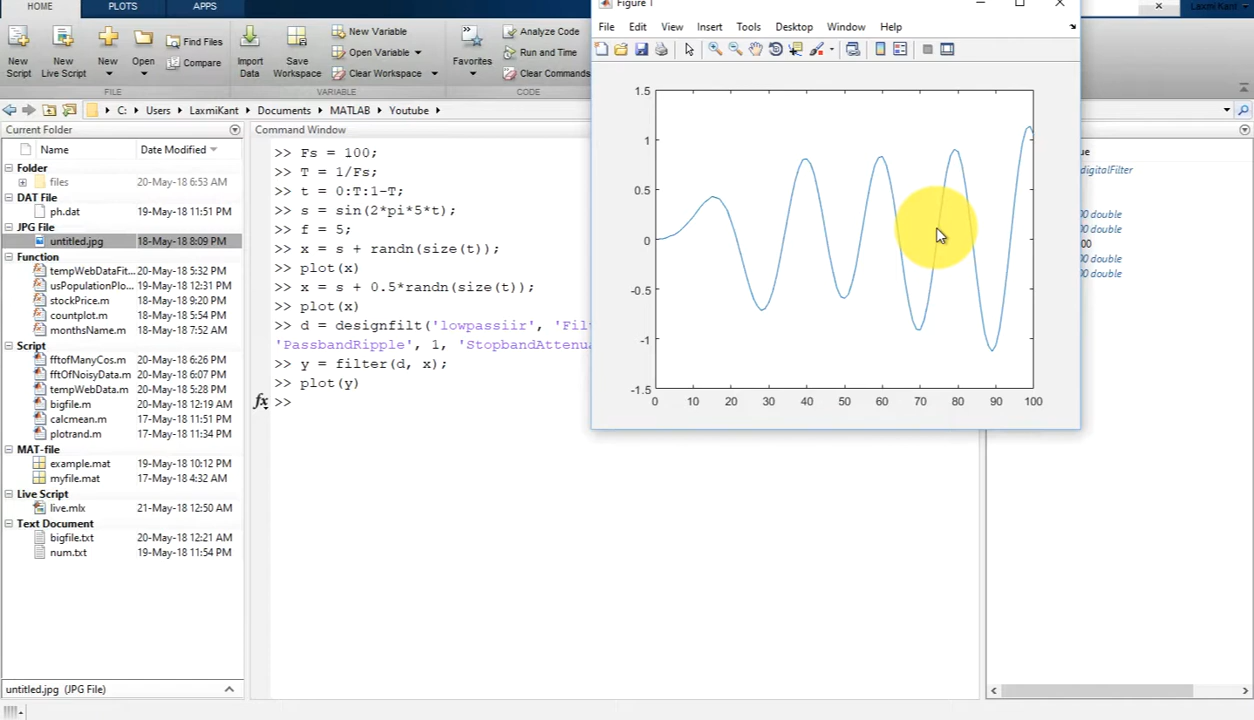 HOME PLOTS APPS
Laxmi Kant
New Script
New Live Script
New
Open
Find Files
Compare
Import Data
Save Workspace
New Variable
Open Variable
Clear Workspace
Favorites
Analyze Code
Run and Time
Clear Commands
FILE VARIABLE CODE
C: Users LaxmiKant Documents MATLAB Youtube
Current Folder
Name Date Modified
Folder
files 20-May-18 6:53 AM
DAT File
ph.dat 19-May-18 11:51 PM
JPG File
untitled.jpg 18-May-18 8:09 PM
Function
tempWebDataFit... 20-May-18 5:32 PM
usPopulationPlo... 19-May-18 12:31 PM
stockPrice.m 18-May-18 9:20 PM
countplot.m 18-May-18 5:54 PM
monthsName.m 18-May-18 7:52 AM
Script
fftofManyCos.m 20-May-18 6:26 PM
fftOfNoisyData.m 20-May-18 6:07 PM
tempWebData.m 20-May-18 5:28 PM
bigfile.m 20-May-18 12:19 AM
calcmean.m 17-May-18 11:51 PM
plotrand.m 17-May-18 11:34 PM
MAT-file
example.mat 19-May-18 10:12 PM
myfile.mat 17-May-18 4:32 AM
Live Script
live.mlx 21-May-18 12:50 AM
Text Document
bigfile.txt 20-May-18 12:21 AM
num.txt 19-May-18 11:54 PM
untitled.jpg (JPG File)
Command Window
>> Fs = 100;
>> T = 1/Fs;
>> t = 0:T:1-T;
>> s = sin(2*pi*5*t);
>> f = 5;
>> x = s + randn(size(t));
>> plot(x)
>> x = s + 0.5*randn(size(t));
>> plot(x)
>> d = designfilt('lowpassiir', 'Fil
'PassbandRipple', 1, 'StopbandAttenua
>> y = filter(d, x);
>> plot(y)
fx >>
Figure 1
File Edit View Insert Tools Desktop Window Help
1.5
1
0.5
0
-0.5
-1
-1.5
0 10 20 30 40 50 60 70 80 90 100
ue
digitalFilter
00 double
00 double
00
00 double
00 double